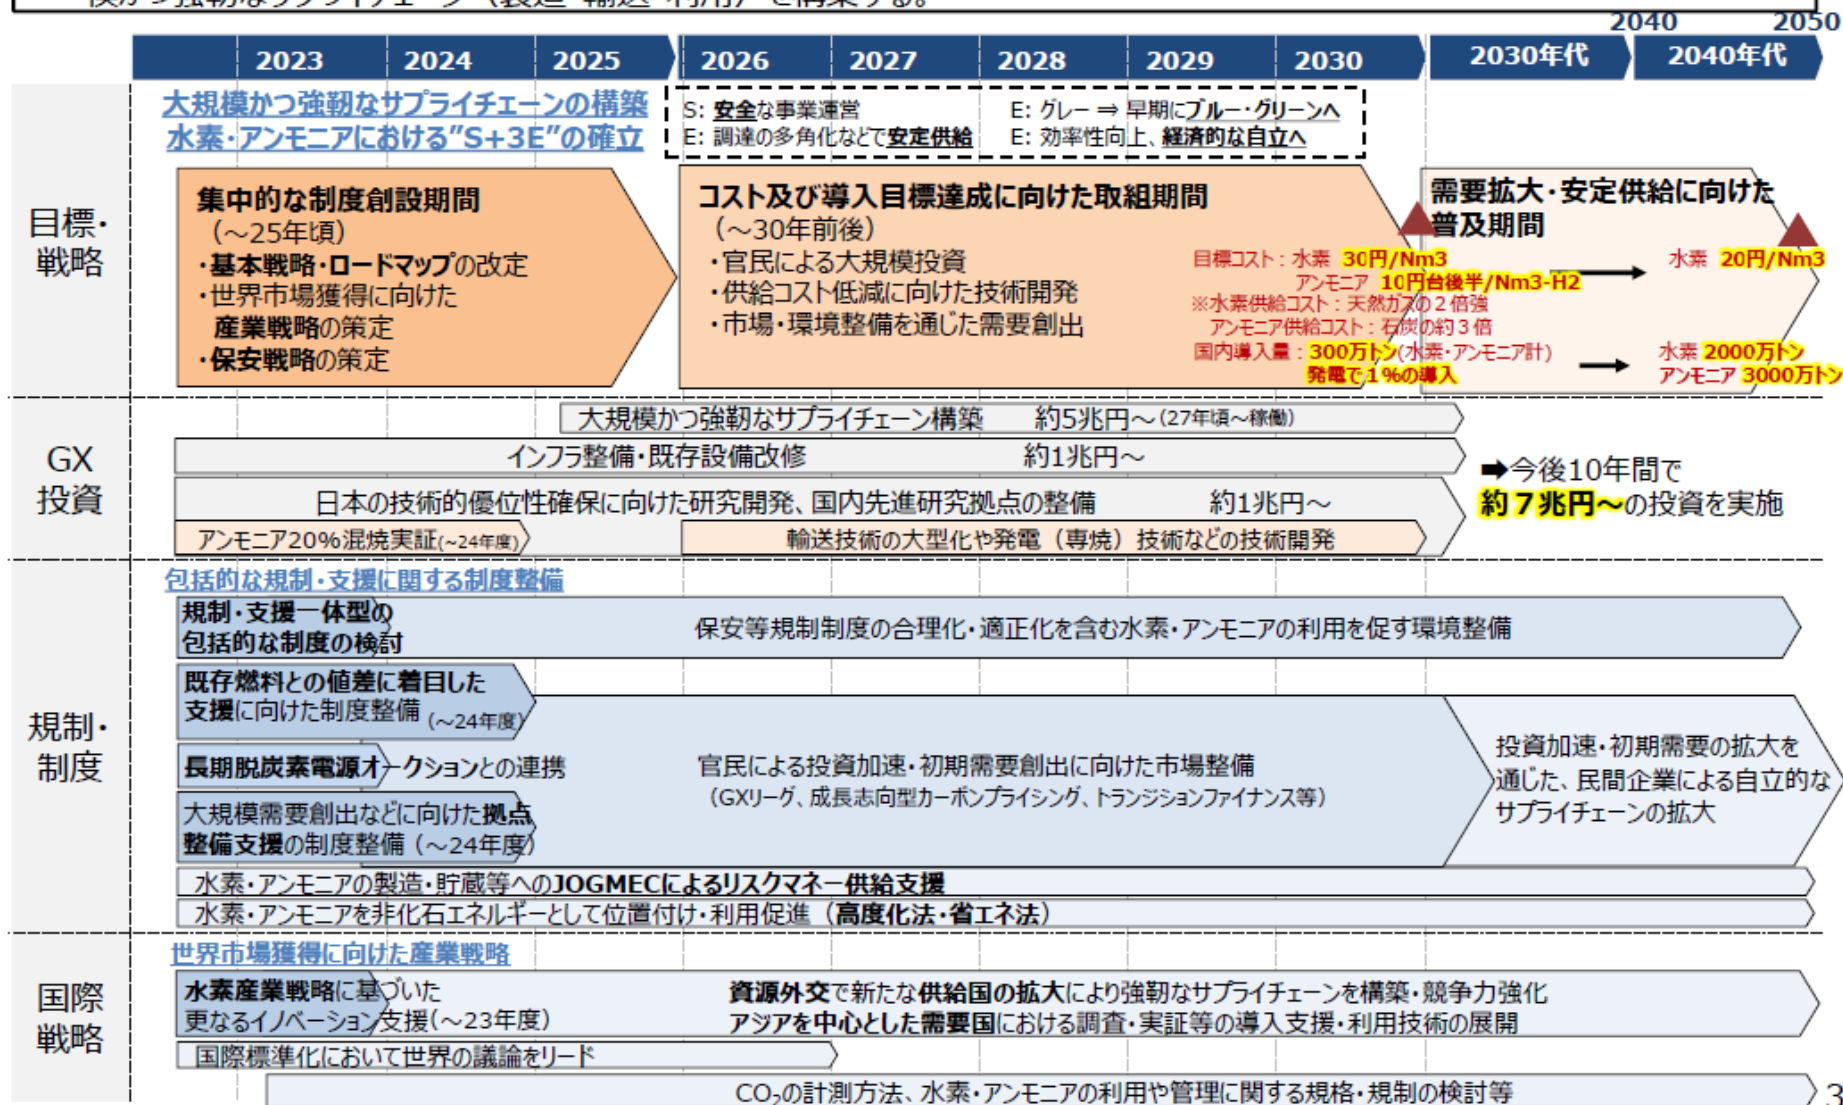 模かつ強靭なサプライチェーン（製造・輸送・利用）を構築する。
2040 2050
2023 2024 2025 2026 2027 2028 2029 2030 2030年代 2040年代
目標・
戦略
大規模かつ強靭なサプライチェーンの構築
水素・アンモニアにおける”S+3E”の確立
S: 安全な事業運営 E: グレー ⇒ 早期にブルー・グリーンへ
E: 調達の多角化などで安定供給 E: 効率性向上、経済的な自立へ
集中的な制度創設期間
（～25年頃）
・基本戦略・ロードマップの改定
・世界市場獲得に向けた
産業戦略の策定
・保安戦略の策定
コスト及び導入目標達成に向けた取組期間
（～30年前後）
・官民による大規模投資
・供給コスト低減に向けた技術開発
・市場・環境整備を通じた需要創出
需要拡大・安定供給に向けた
普及期間
目標コスト：水素 30円/Nm3
アンモニア 10円台後半/Nm3-H2
※水素供給コスト：天然ガスの２倍強
アンモニア供給コスト：石炭の約３倍
国内導入量：300万トン(水素・アンモニア計)
発電で１％の導入
水素 20円/Nm3
水素 2000万トン
アンモニア 3000万トン
GX
投資
大規模かつ強靭なサプライチェーン構築 約5兆円～(27年頃～稼働)
インフラ整備・既存設備改修 約1兆円～
日本の技術的優位性確保に向けた研究開発、国内先進研究拠点の整備 約1兆円～
アンモニア20%混焼実証(~24年度)
輸送技術の大型化や発電（専焼）技術などの技術開発
➡今後10年間で
約７兆円～の投資を実施
規制・
制度
包括的な規制・支援に関する制度整備
規制・支援一体型の
包括的な制度の検討
保安等規制制度の合理化・適正化を含む水素・アンモニアの利用を促す環境整備
既存燃料との値差に着目した
支援に向けた制度整備 (～24年度)
長期脱炭素電源オークションとの連携
大規模需要創出などに向けた拠点
整備支援の制度整備（～24年度）
官民による投資加速・初期需要創出に向けた市場整備
（GXリーグ、成長志向型カーボンプライシング、トランジションファイナンス等）
投資加速・初期需要の拡大を
通じた、民間企業による自立的な
サプライチェーンの拡大
水素・アンモニアの製造・貯蔵等へのJOGMECによるリスクマネー供給支援
水素・アンモニアを非化石エネルギーとして位置付け・利用促進（高度化法・省エネ法）
国際
戦略
世界市場獲得に向けた産業戦略
水素産業戦略に基づいた
更なるイノベーション支援(～23年度）
資源外交で新たな供給国の拡大により強靭なサプライチェーンを構築・競争力強化
アジアを中心とした需要国における調査・実証等の導入支援・利用技術の展開
国際標準化において世界の議論をリード
CO₂の計測方法、水素・アンモニアの利用や管理に関する規格・規制の検討等
3